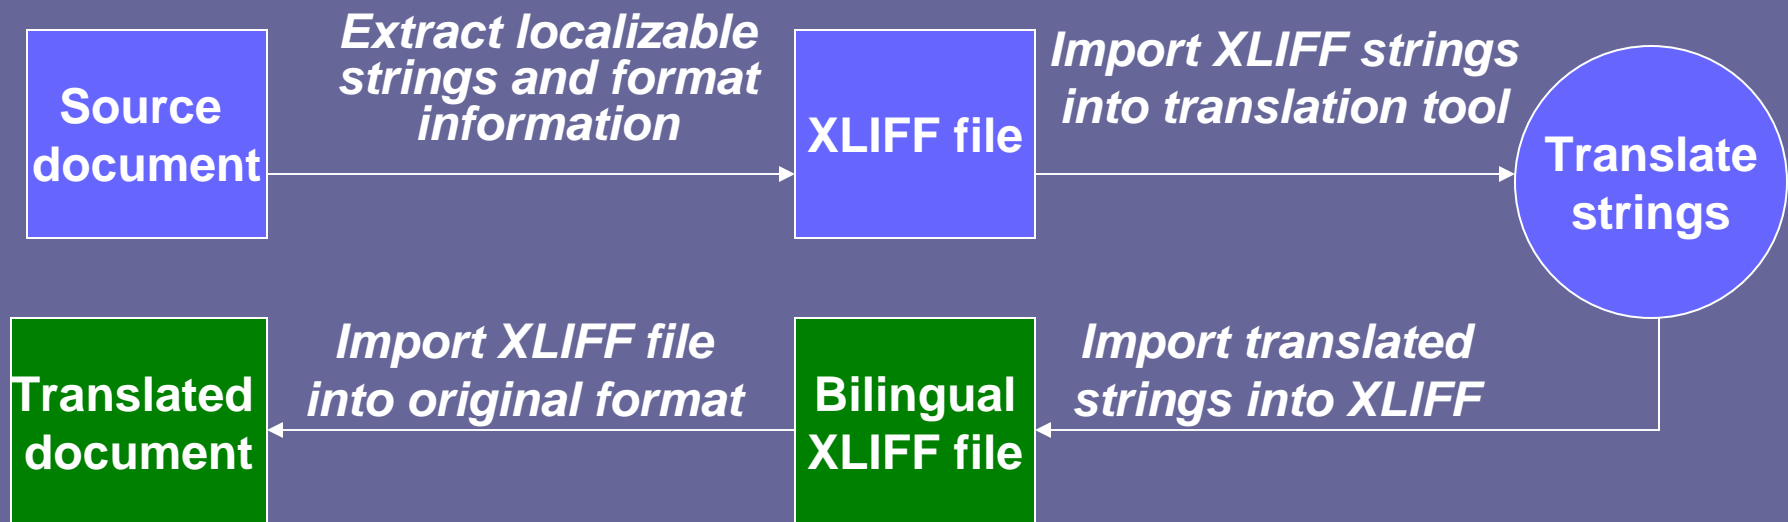 Source
document
Extract localizable
strings and format
information
XLIFF file
Import XLIFF strings
into translation tool
Translate
strings
Import translated
strings into XLIFF
Bilingual
XLIFF file
Import XLIFF file
into original format
Translated
document